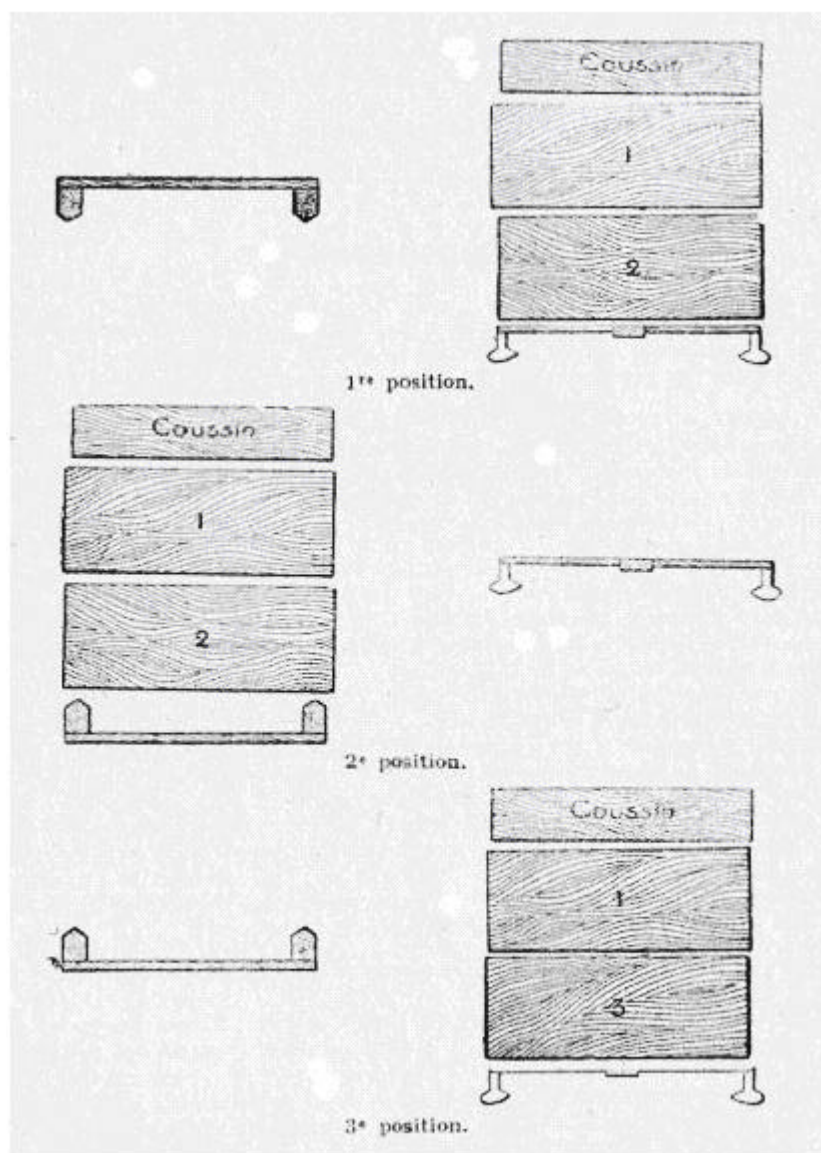 Coussin
1
2
1re position.
Coussin
1
2
2e position.
Coussin
1
3
3e position.